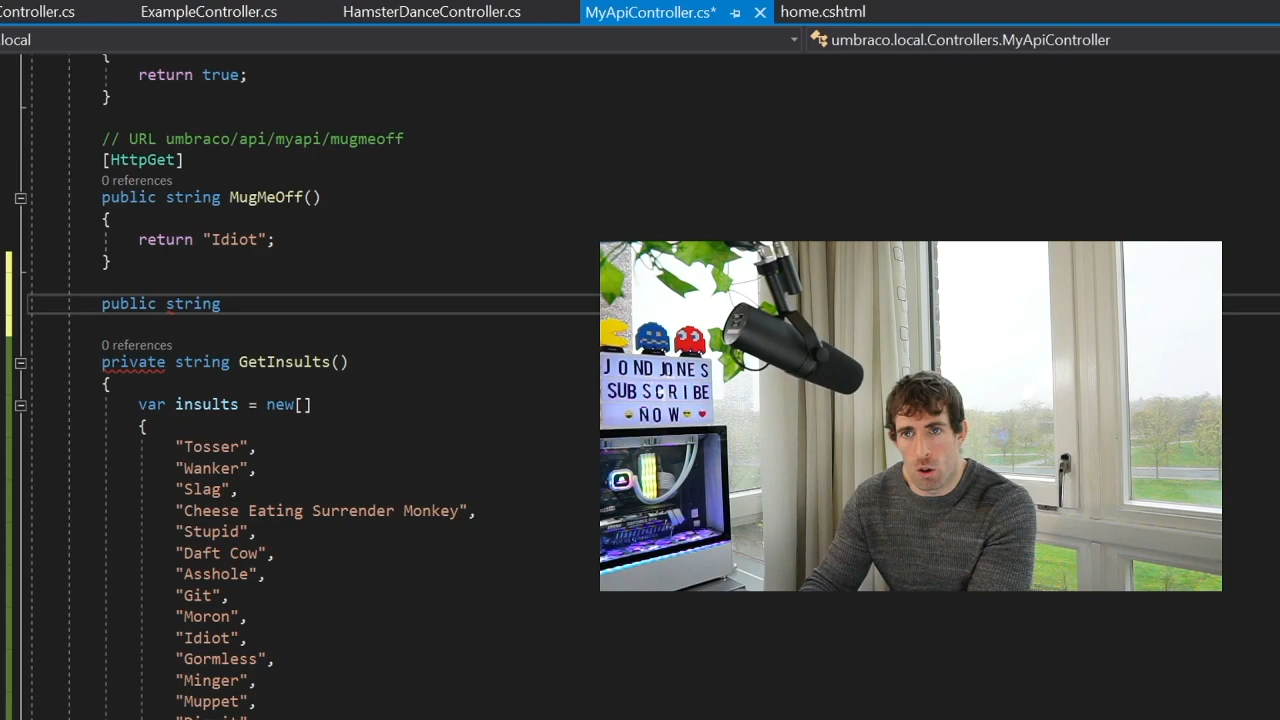 Controller.cs ExampleController.cs HamsterDanceController.cs MyApiController.cs* home.cshtml
.local umbraco.local.Controllers.MyApiController
{
return true;
}
// URL umbraco/api/myapi/mugmeoff
[HttpGet]
0 references
public string MugMeOff()
{
return "Idiot";
}
public string
0 references
private string GetInsults()
{
var insults = new[]
{
"Tosser",
"Wanker",
"Slag",
"Cheese Eating Surrender Monkey",
"Stupid",
"Daft Cow",
"Asshole",
"Git",
"Moron",
"Idiot",
"Gormless",
"Minger",
"Muppet",
JOND JONES
SUBSCRIBE
ÑOW